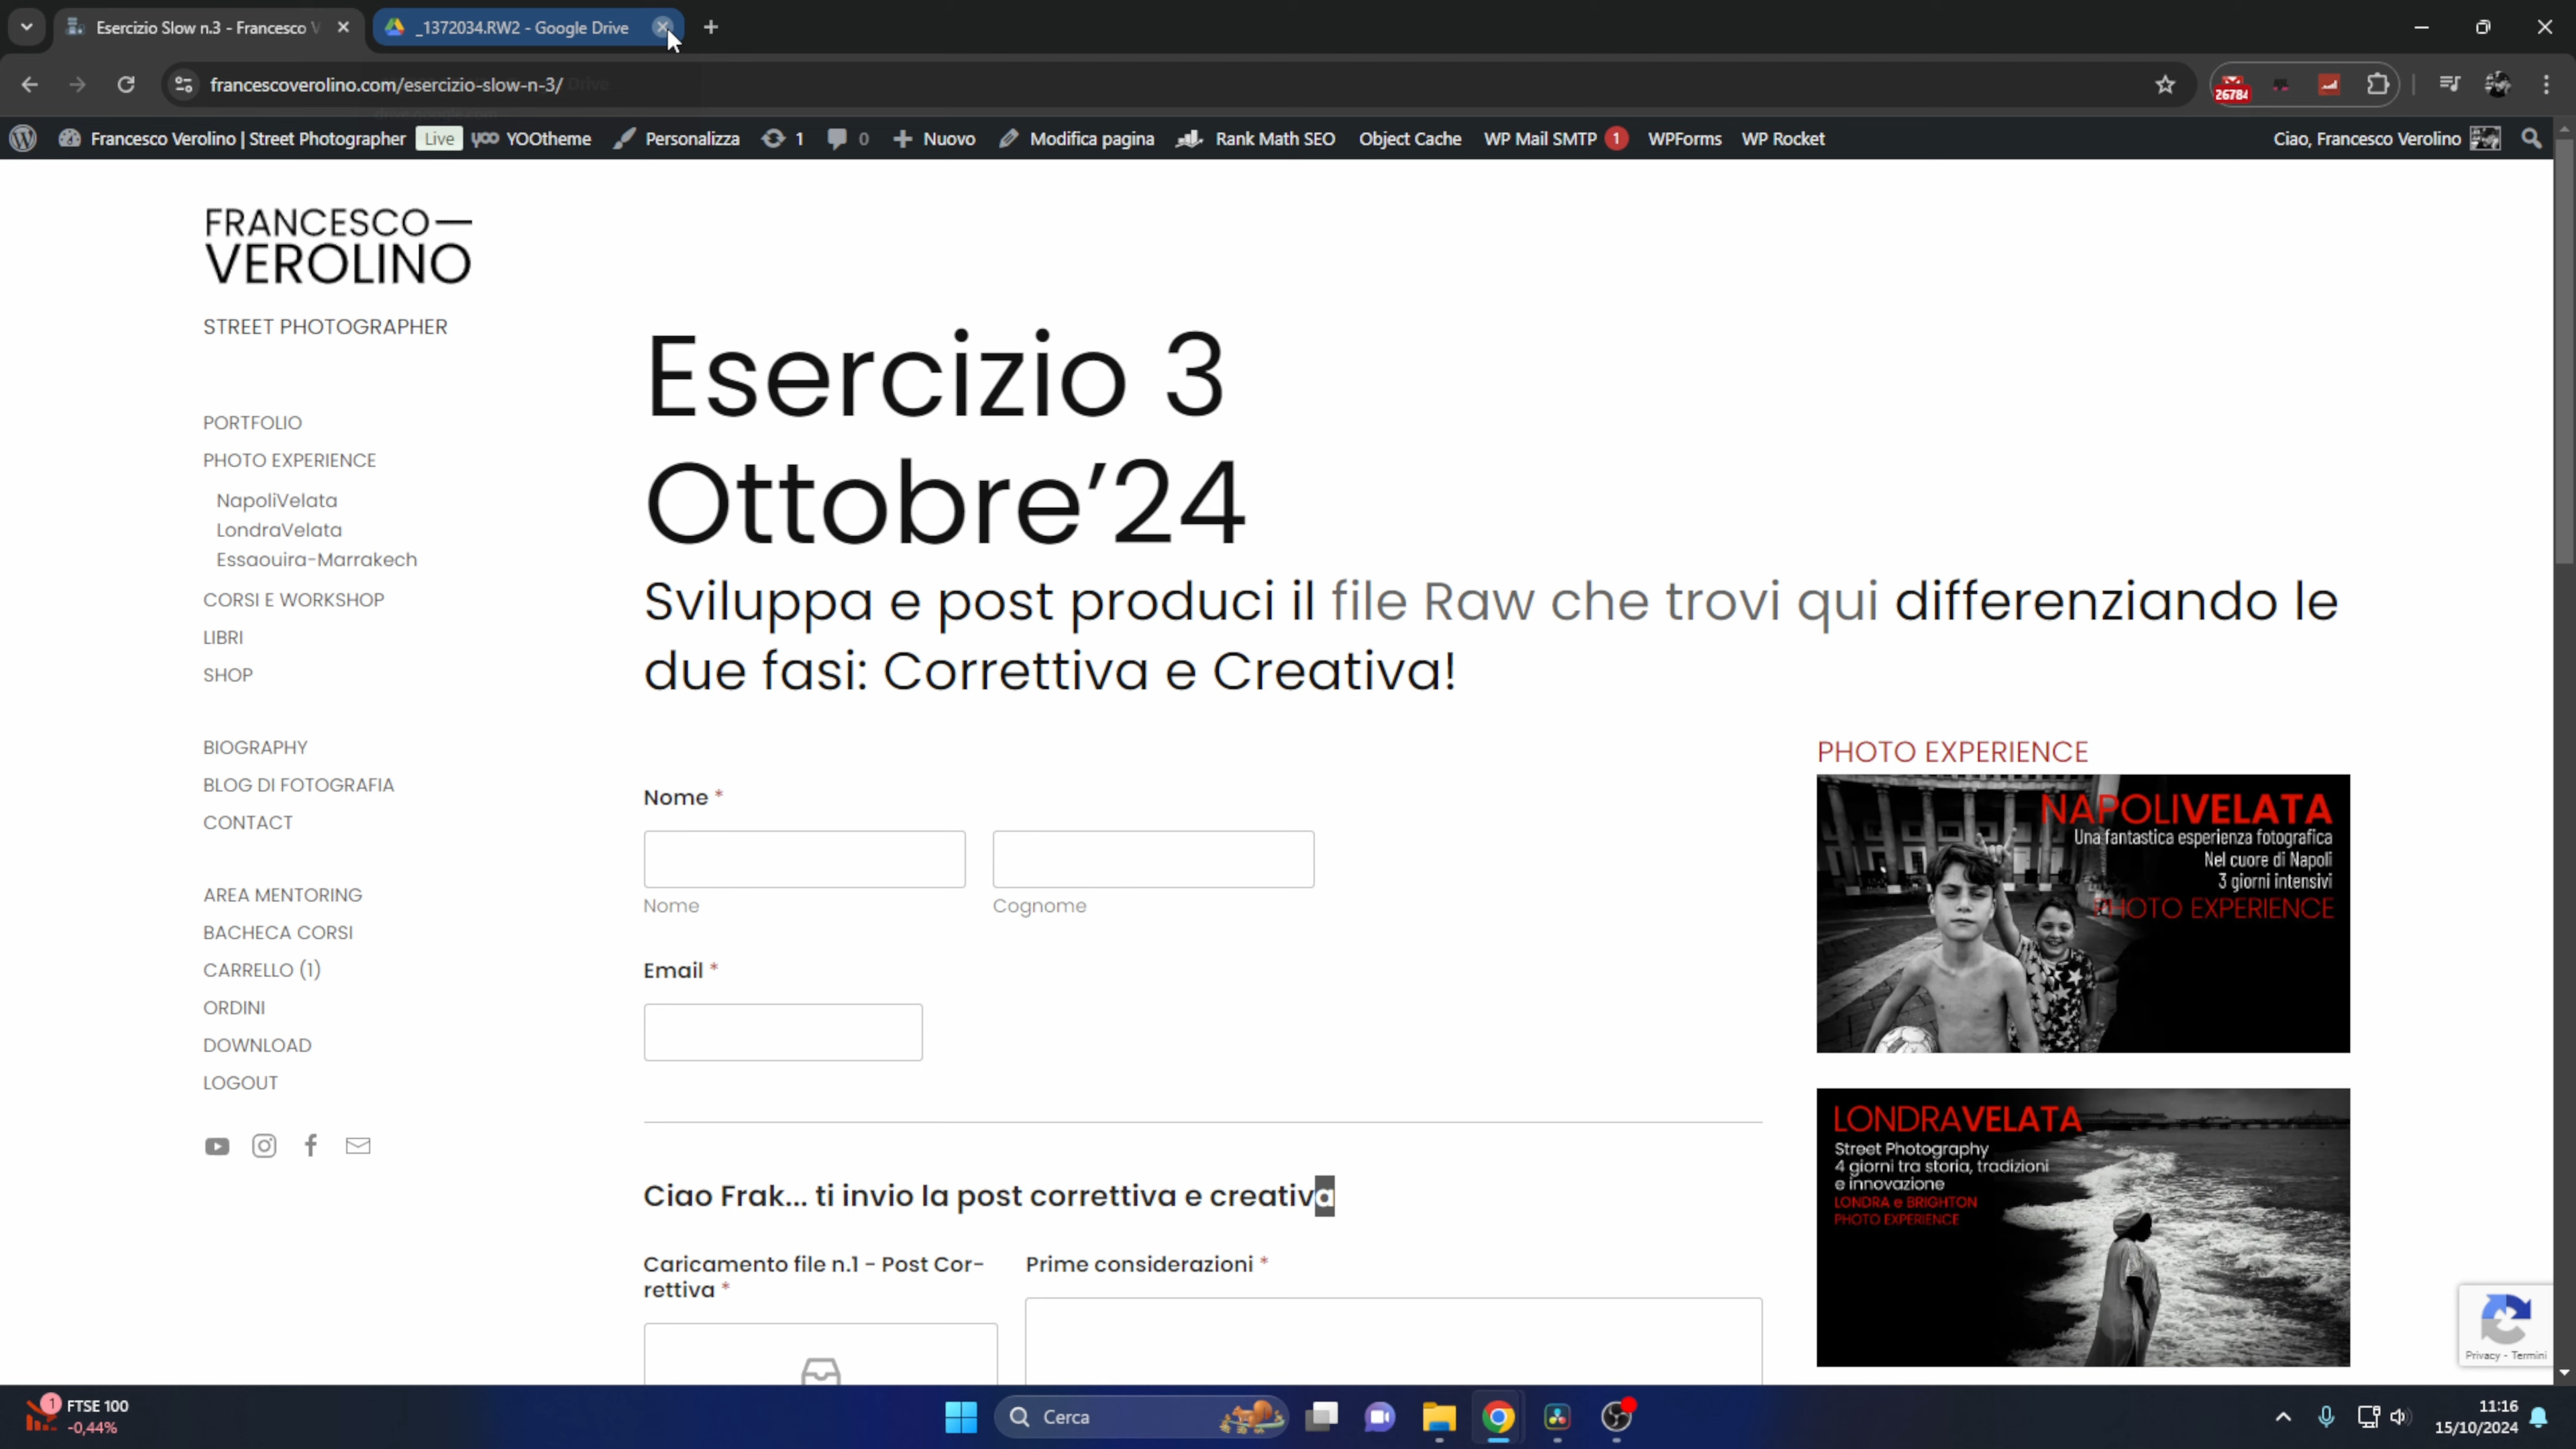 Esercizio Slow n.3 - Francesco V
_1372034.RW2 - Google Drive
francescoverolino.com/esercizio-slow-n-3/
26784
Francesco Verolino | Street Photographer
Live
yoo YOOtheme
Personalizza
1
0
Nuovo
Modifica pagina
Rank Math SEO
Object Cache
WP Mail SMTP 1
WPForms
WP Rocket
Ciao, Francesco Verolino
FRANCESCO—
VEROLINO
STREET PHOTOGRAPHER
PORTFOLIO
PHOTO EXPERIENCE
NapoliVelata
LondraVelata
Essaouira-Marrakech
CORSI E WORKSHOP
LIBRI
SHOP
BIOGRAPHY
BLOG DI FOTOGRAFIA
CONTACT
AREA MENTORING
BACHECA CORSI
CARRELLO (1)
ORDINI
DOWNLOAD
LOGOUT
Esercizio 3
Ottobre’24
Sviluppa e post produci il file Raw che trovi qui differenziando le
due fasi: Correttiva e Creativa!
Nome *
Nome
Cognome
Email *
Ciao Frak... ti invio la post correttiva e creativa
Caricamento file n.1 - Post Cor-
rettiva *
Prime considerazioni *
PHOTO EXPERIENCE
NAPOLIVELATA
Una fantastica esperienza fotografica
Nel cuore di Napoli
3 giorni intensivi
PHOTO EXPERIENCE
LONDRAVELATA
Street Photography
4 giorni tra storia, tradizioni
e innovazione
LONDRA e BRIGHTON
PHOTO EXPERIENCE
Privacy - Termini
1
FTSE 100
-0,44%
Cerca
11:16
15/10/2024